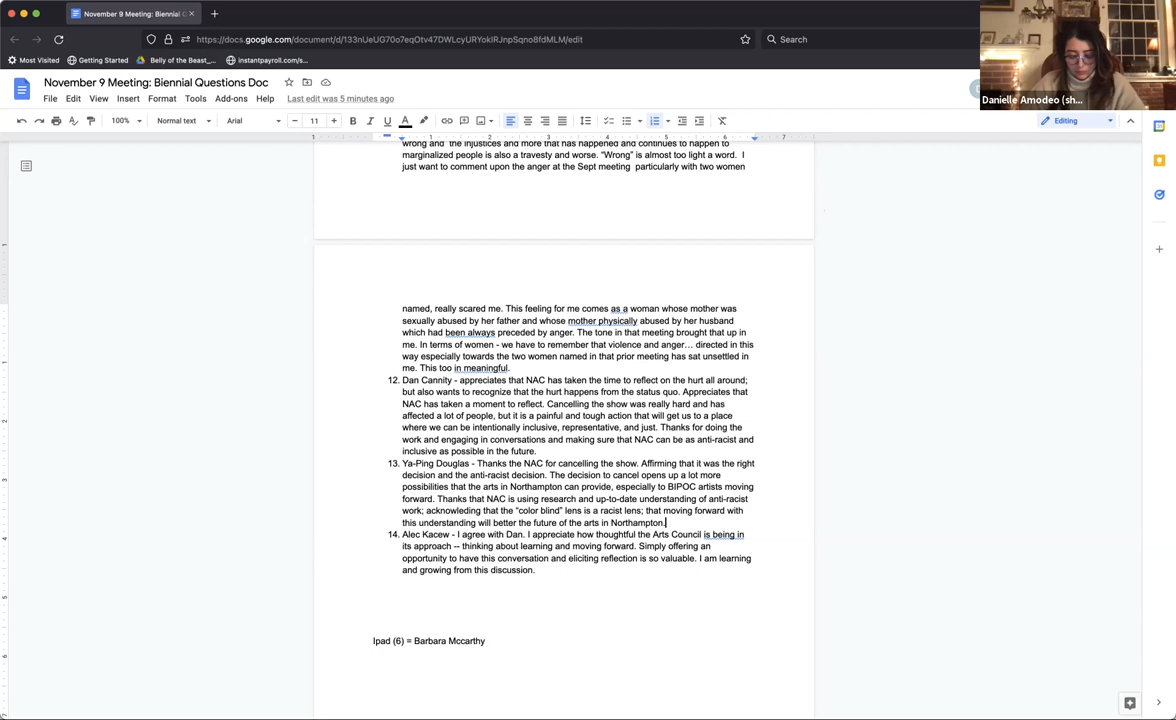 November 9 Meeting: Biennial Q
https://docs.google.com/document/d/133nUeUG70o7eqOtv47DWLcyURYokIRJnpSqno8fdMLM/edit
Search
Most Visited
Getting Started
Belly of the Beast_...
instantpayroll.com/s...
Danielle Amodeo (sh...
November 9 Meeting: Biennial Questions Doc
File Edit View Insert Format Tools Add-ons Help Last edit was 5 minutes ago
100% Normal text Arial 11 Editing
1 1 2 3 4 5 6 7
wrong and the injustices and more that has happened and continues to happen to
marginalized people is also a travesty and worse. “Wrong” is almost too light a word. I
just want to comment upon the anger at the Sept meeting particularly with two women
named, really scared me. This feeling for me comes as a woman whose mother was
sexually abused by her father and whose mother physically abused by her husband
which had been always preceded by anger. The tone in that meeting brought that up in
me. In terms of women - we have to remember that violence and anger… directed in this
way especially towards the two women named in that prior meeting has sat unsettled in
me. This too in meaningful.
12. Dan Cannity - appreciates that NAC has taken the time to reflect on the hurt all around;
but also wants to recognize that the hurt happens from the status quo. Appreciates that
NAC has taken a moment to reflect. Cancelling the show was really hard and has
affected a lot of people, but it is a painful and tough action that will get us to a place
where we can be intentionally inclusive, representative, and just. Thanks for doing the
work and engaging in conversations and making sure that NAC can be as anti-racist and
inclusive as possible in the future.
13. Ya-Ping Douglas - Thanks the NAC for cancelling the show. Affirming that it was the right
decision and the anti-racist decision. The decision to cancel opens up a lot more
possibilities that the arts in Northampton can provide, especially to BIPOC artists moving
forward. Thanks that NAC is using research and up-to-date understanding of anti-racist
work; acknowleding that the “color blind” lens is a racist lens; that moving forward with
this understanding will better the future of the arts in Northampton.
14. Alec Kacew - I agree with Dan. I appreciate how thoughtful the Arts Council is being in
its approach -- thinking about learning and moving forward. Simply offering an
opportunity to have this conversation and eliciting reflection is so valuable. I am learning
and growing from this discussion.
Ipad (6) = Barbara Mccarthy